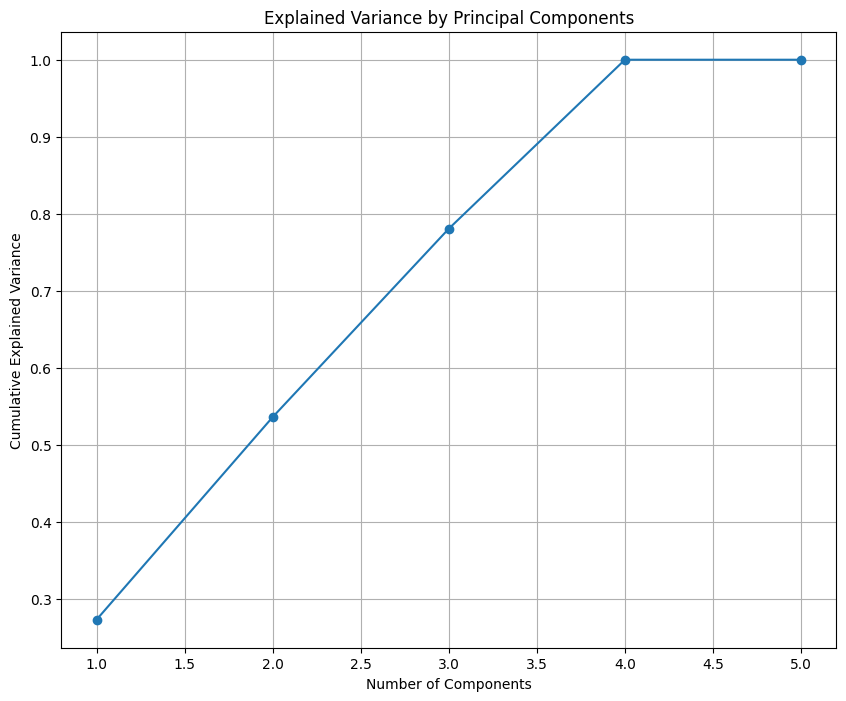 Explained Variance by Principal Components
Cumulative Explained Variance
1.0
0.9
0.8
0.7
0.6
0.5
0.4
0.3
1.0 1.5 2.0 2.5 3.0 3.5 4.0 4.5 5.0
Number of Components